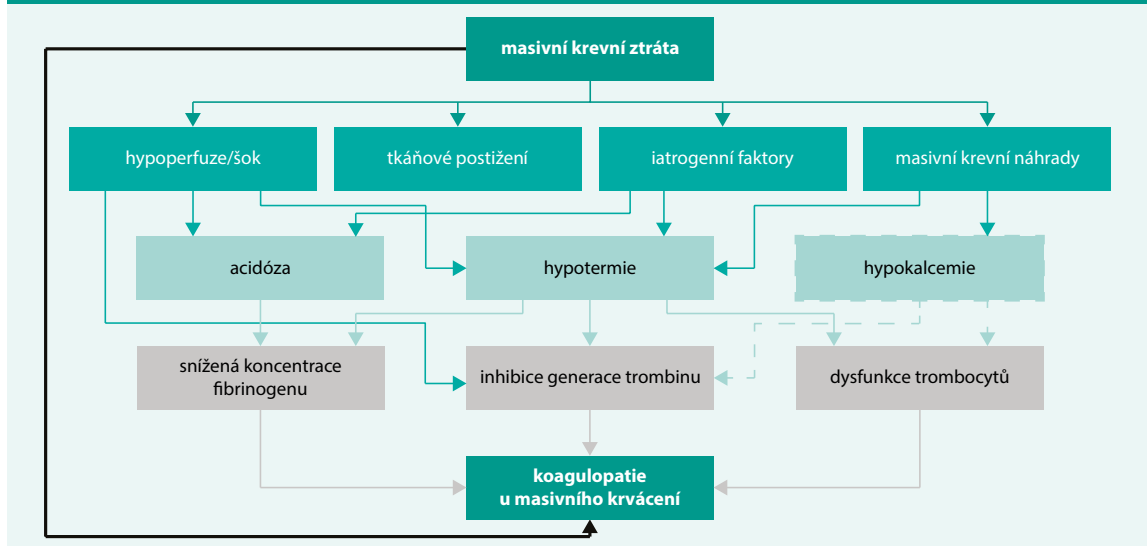 masivní krevní ztráta
hypoperfuze/šok
tkáňové postižení
iatrogenní faktory
masivní krevní náhrady
acidóza
hypotermie
hypokalcemie
snížená koncentrace
fibrinogenu
inhibice generace trombinu
dysfunkce trombocytů
koagulopatie
u masivního krvácení